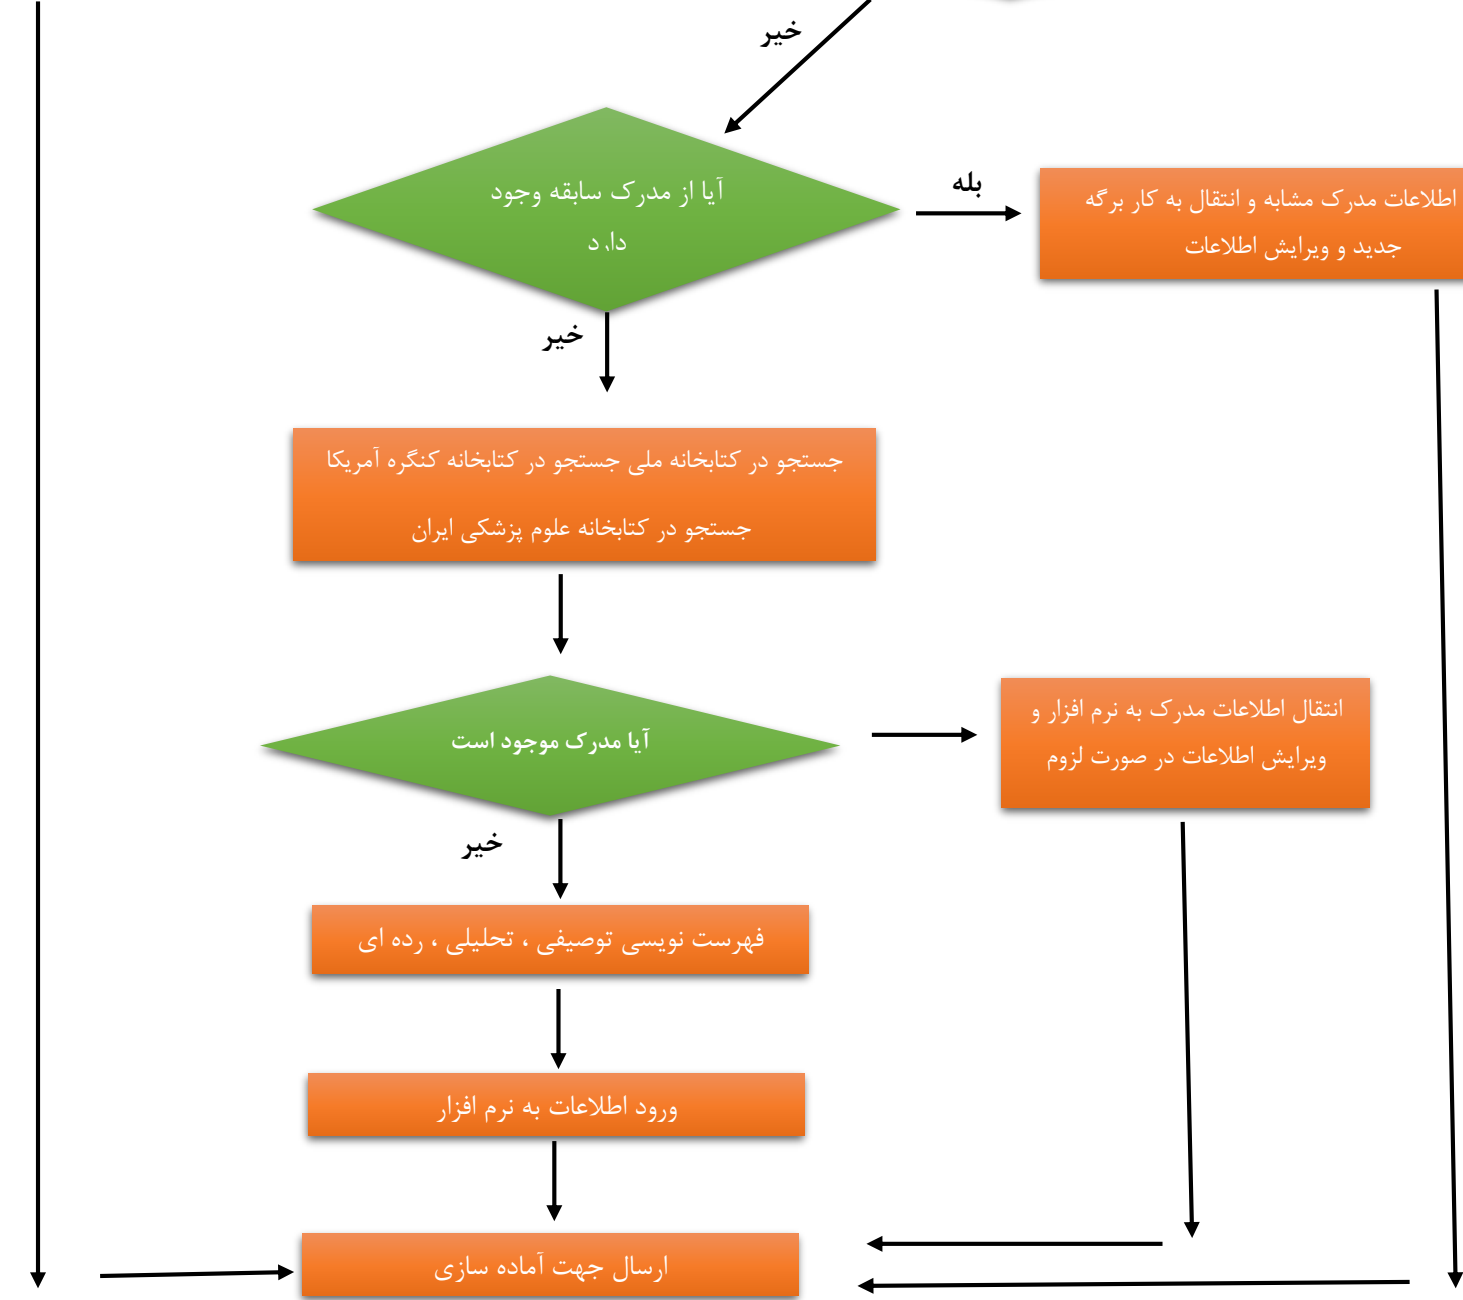 خیر
آیا از مدرک سابقه وجود
دارد
بله
اطلاعات مدرک مشابه و انتقال به کار برگه
جدید و ویرایش اطلاعات
خیر
جستجو در کتابخانه ملی جستجو در کتابخانه کنگره آمریکا
جستجو در کتابخانه علوم پزشکی ایران
آیا مدرک موجود است
انتقال اطلاعات مدرک به نرم افزار و
ویرایش اطلاعات در صورت لزوم
خیر
فهرست نویسی توصیفی ، تحلیلی ، رده ای
ورود اطلاعات به نرم افزار
ارسال جهت آماده سازی